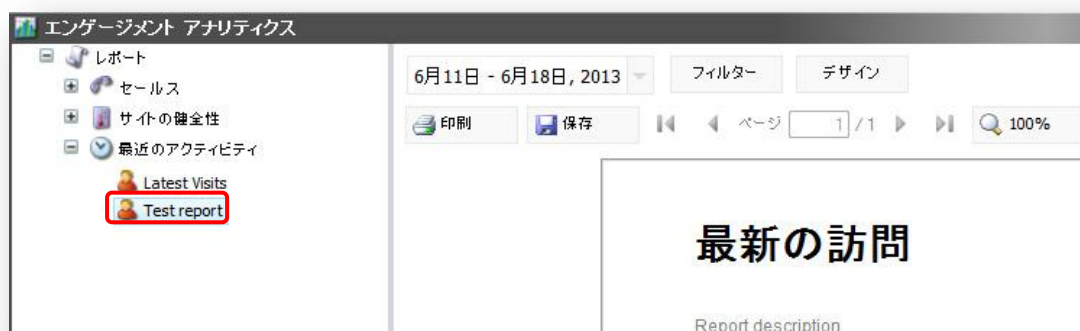 エンゲージメント アナリティクス
レポート
セールス
サイトの健全性
最近のアクティビティ
Latest Visits
Test report
6月11日 - 6月18日, 2013
フィルター
デザイン
印刷
保存
ページ 1 / 1
100%
最新の訪問
Report description